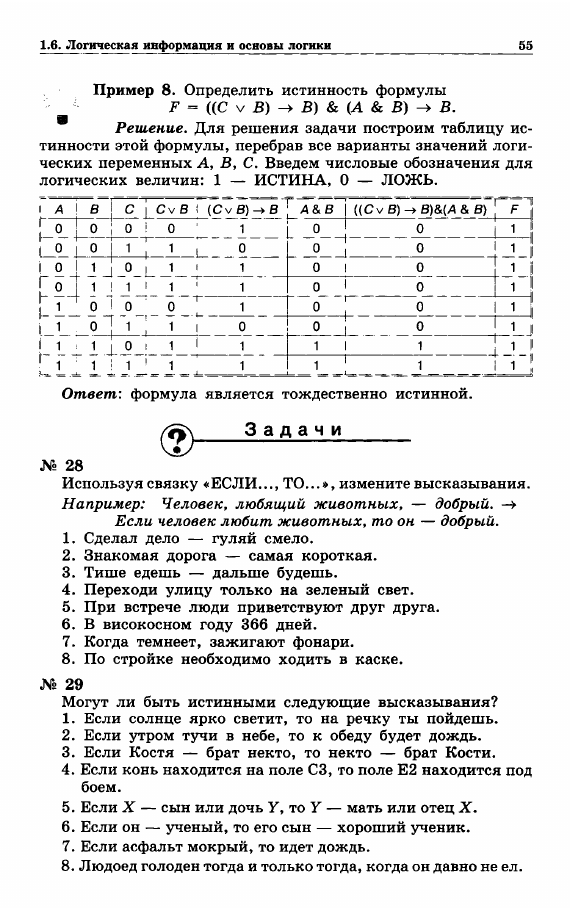 1.6. Логическая информация и основы логики 55
Пример 8. Определить истинность формулы
F = ((C ∨ B) → B) & (A & B) → B.
Решение. Для решения задачи построим таблицу ис-
тинности этой формулы, перебрав все варианты значений логи-
ческих переменных A, B, C. Введем числовые обозначения для
логических величин: 1 — ИСТИНА, 0 — ЛОЖЬ.
A B C C∨B (C∨B)→B A&B ((C∨B)→B)&(A & B) F
0 0 0 0 1 0 0 1
0 0 1 1 0 0 0 1
0 1 0 1 1 0 0 1
0 1 1 1 1 0 0 1
1 0 0 0 1 0 0 1
1 0 1 1 0 0 0 1
1 1 0 1 1 1 1 1
1 1 1 1 1 1 1 1
Ответ: формула является тождественно истинной.
? Задачи
№ 28
Используя связку «ЕСЛИ..., ТО...», измените высказывания.
Например: Человек, любящий животных, — добрый. →
Если человек любит животных, то он — добрый.
1. Сделал дело — гуляй смело.
2. Знакомая дорога — самая короткая.
3. Тише едешь — дальше будешь.
4. Переходи улицу только на зеленый свет.
5. При встрече люди приветствуют друг друга.
6. В високосном году 366 дней.
7. Когда темнеет, зажигают фонари.
8. По стройке необходимо ходить в каске.
№ 29
Могут ли быть истинными следующие высказывания?
1. Если солнце ярко светит, то на речку ты пойдешь.
2. Если утром тучи в небе, то к обеду будет дождь.
3. Если Костя — брат некто, то некто — брат Кости.
4. Если конь находится на поле С3, то поле Е2 находится под
боем.
5. Если X — сын или дочь Y, то Y — мать или отец X.
6. Если он — ученый, то его сын — хороший ученик.
7. Если асфальт мокрый, то идет дождь.
8. Людоед голоден тогда и только тогда, когда он давно не ел.